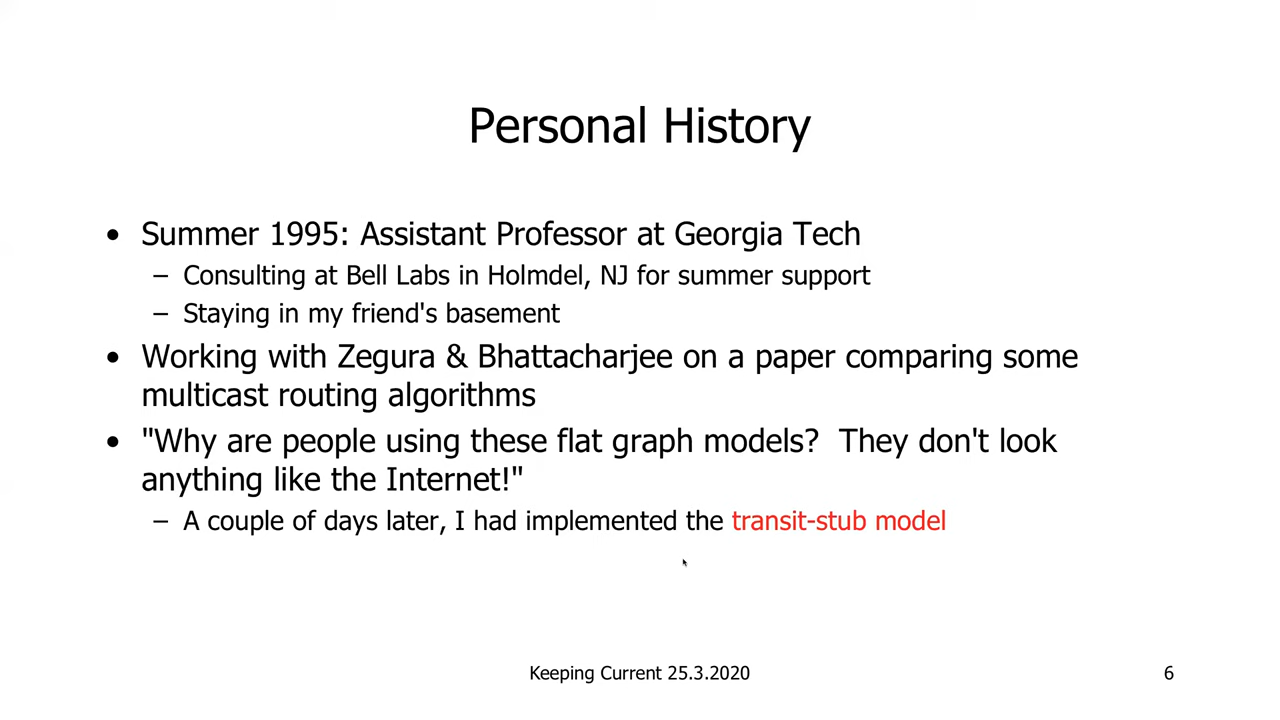 Personal History
• Summer 1995: Assistant Professor at Georgia Tech
– Consulting at Bell Labs in Holmdel, NJ for summer support
– Staying in my friend's basement
• Working with Zegura & Bhattacharjee on a paper comparing some
multicast routing algorithms
• "Why are people using these flat graph models?  They don't look
anything like the Internet!"
– A couple of days later, I had implemented the transit-stub model
Keeping Current 25.3.2020
6